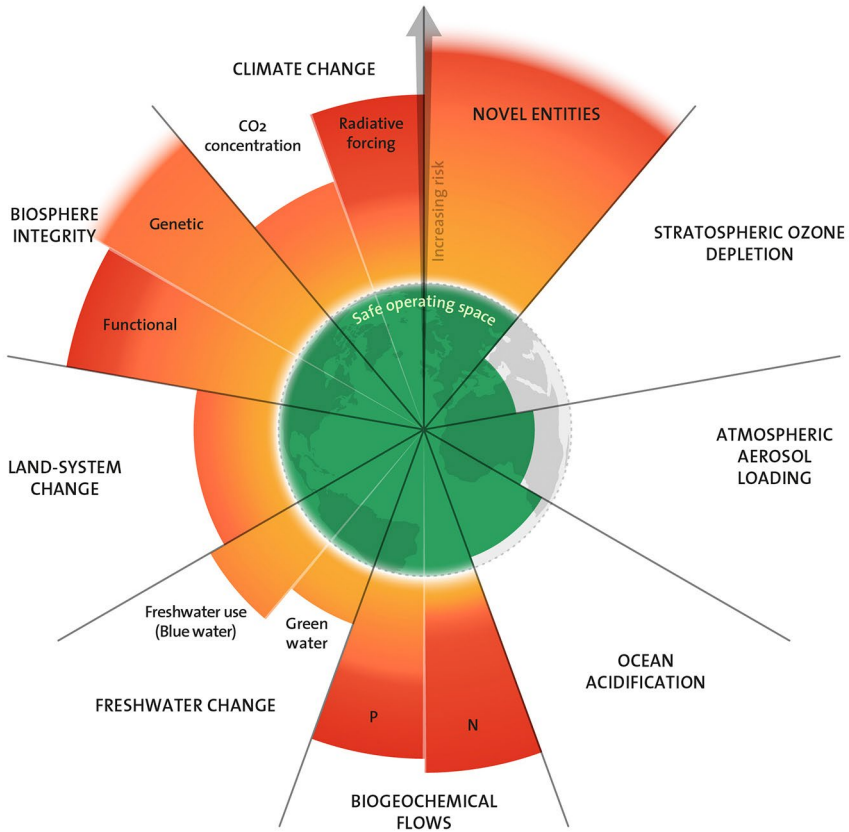 CLIMATE CHANGE
CO2
concentration
Radiative
forcing
NOVEL ENTITIES
Increasing risk
STRATOSPHERIC OZONE
DEPLETION
BIOSPHERE
INTEGRITY
Genetic
Functional
Safe operating space
ATMOSPHERIC
AEROSOL
LOADING
LAND-SYSTEM
CHANGE
Freshwater use
(Blue water)
Green
water
FRESHWATER CHANGE
P
N
OCEAN
ACIDIFICATION
BIOGEOCHEMICAL
FLOWS